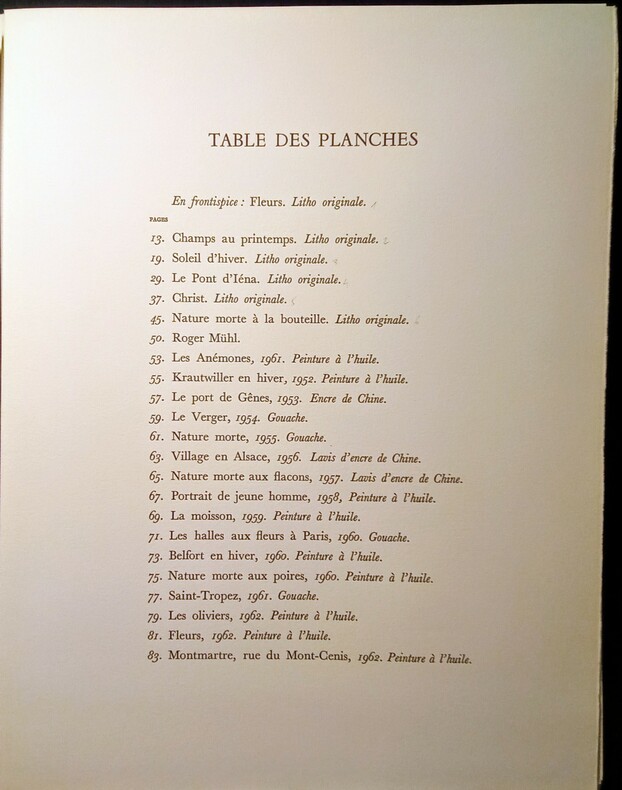 TABLE DES PLANCHES
En frontispice : Fleurs. Litho originale.
PAGES
13. Champs au printemps. Litho originale.
19. Soleil d'hiver. Litho originale.
29. Le Pont d'Iéna. Litho originale.
37. Christ. Litho originale.
45. Nature morte à la bouteille. Litho originale.
50. Roger Mühl.
53. Les Anémones, 1961. Peinture à l'huile.
55. Krautwiller en hiver, 1952. Peinture à l'huile.
57. Le port de Gênes, 1953. Encre de Chine.
59. Le Verger, 1954. Gouache.
61. Nature morte, 1955. Gouache.
63. Village en Alsace, 1956. Lavis d'encre de Chine.
65. Nature morte aux flacons, 1957. Lavis d'encre de Chine.
67. Portrait de jeune homme, 1958, Peinture à l'huile.
69. La moisson, 1959. Peinture à l'huile.
71. Les halles aux fleurs à Paris, 1960. Gouache.
73. Belfort en hiver, 1960. Peinture à l'huile.
75. Nature morte aux poires, 1960. Peinture à l'huile.
77. Saint-Tropez, 1961. Gouache.
79. Les oliviers, 1962. Peinture à l'huile.
81. Fleurs, 1962. Peinture à l'huile.
83. Montmartre, rue du Mont-Cenis, 1962. Peinture à l'huile.